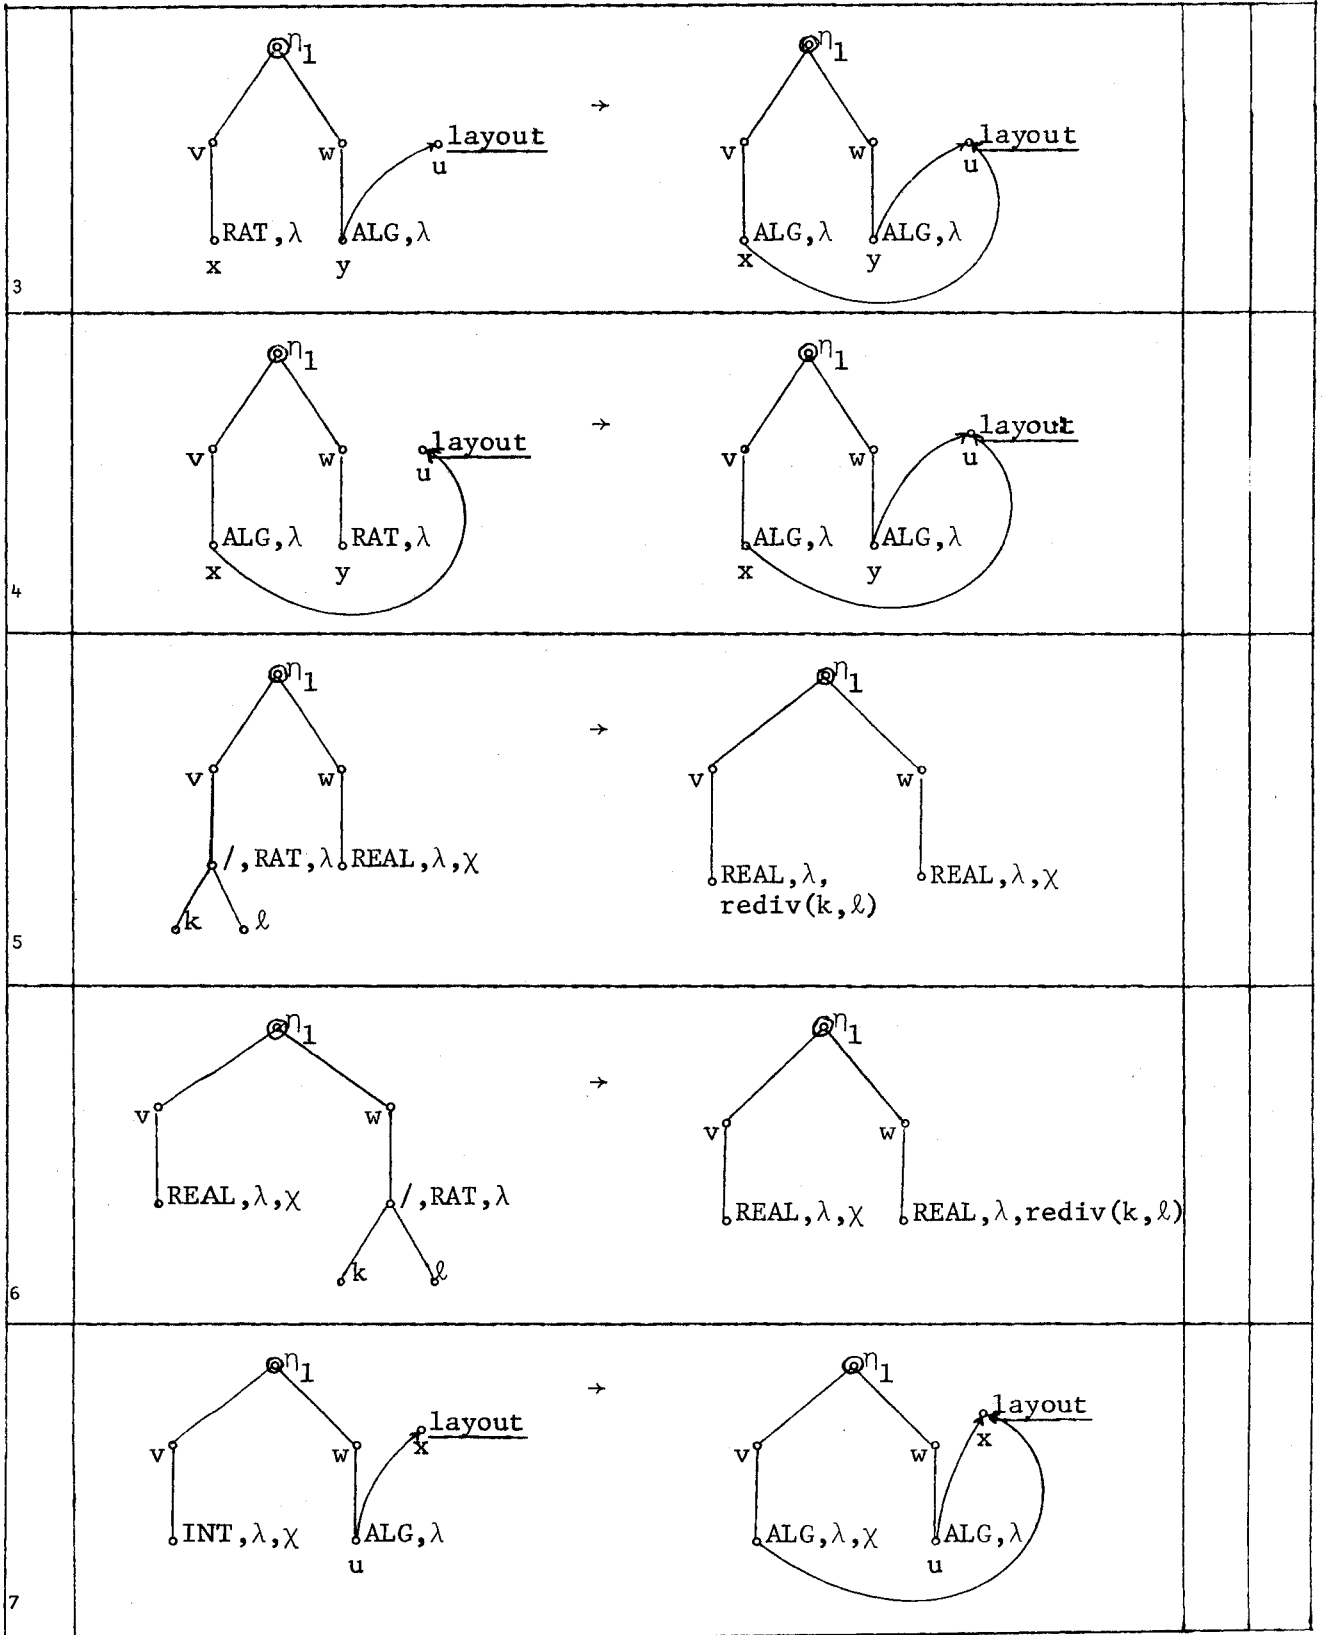 η1 η1
→
v w layout v w layout
u u
RAT,λ ALG,λ ALG,λ ALG,λ
x y x y
3
η1 η1
→
v w layout v w layout
u u
ALG,λ RAT,λ ALG,λ ALG,λ
x y x y
4
η1 η1
→
v w v w
/,RAT,λ REAL,λ,χ REAL,λ, REAL,λ,χ
rediv(k,ℓ)
k ℓ
5
η1 η1
→
v w v w
REAL,λ,χ /,RAT,λ REAL,λ,χ REAL,λ,rediv(k,ℓ)
k ℓ
6
η1 η1
→
layout layout
x x
v w v w
INT,λ,χ ALG,λ ALG,λ,χ ALG,λ
u u
7